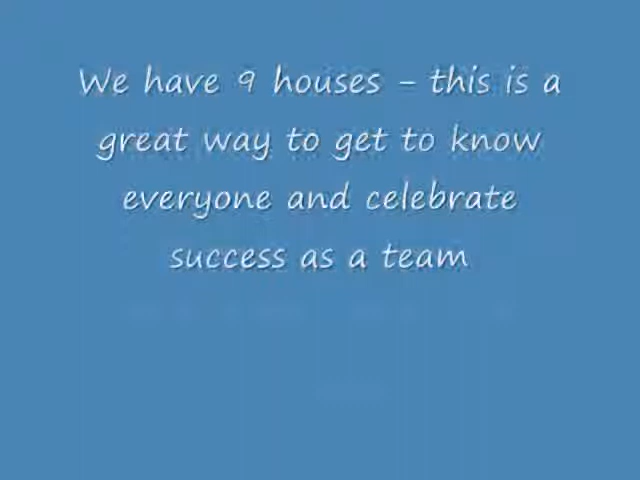 We have 9 houses - this is a
great way to get to know
everyone and celebrate
success as a team